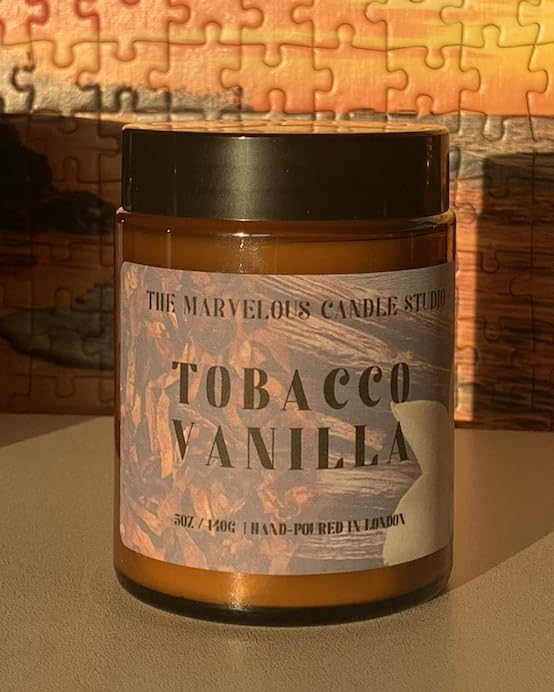 THE MARVELOUS CANDLE STUDIO
TOBACCO
VANILLA
5OZ / 140G | HAND-POURED IN LONDON